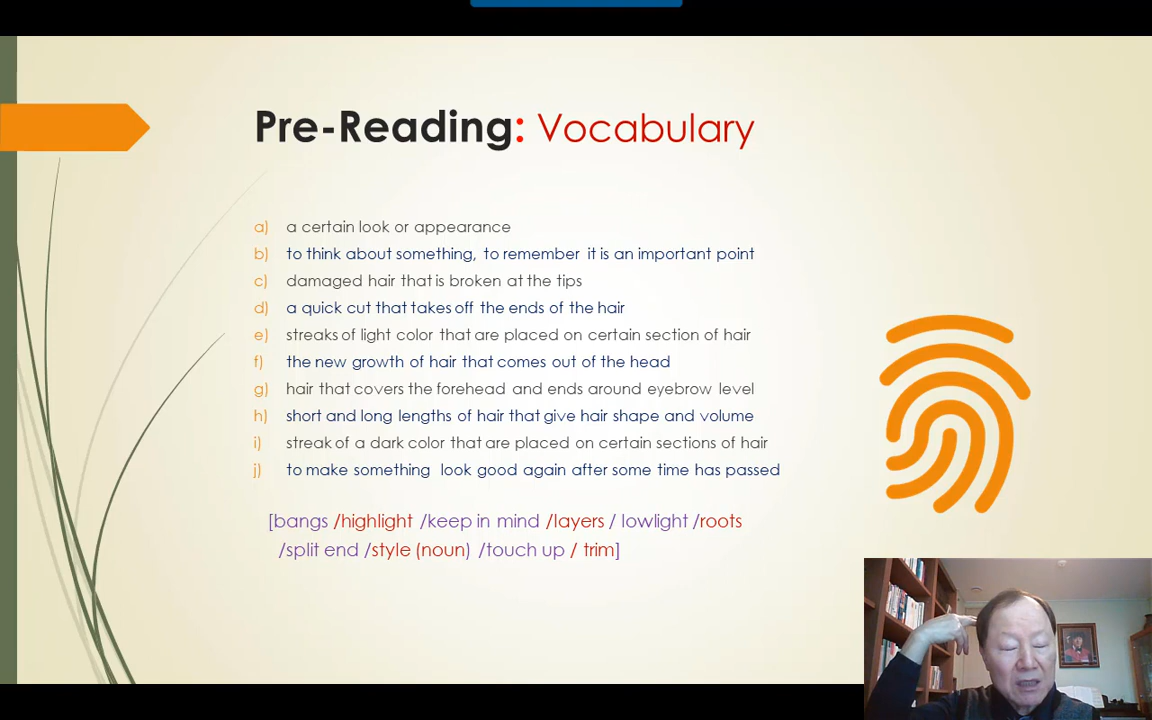 Pre-Reading: Vocabulary
a) a certain look or appearance
b) to think about something, to remember it is an important point
c) damaged hair that is broken at the tips
d) a quick cut that takes off the ends of the hair
e) streaks of light color that are placed on certain section of hair
f) the new growth of hair that comes out of the head
g) hair that covers the forehead and ends around eyebrow level
h) short and long lengths of hair that give hair shape and volume
i) streak of a dark color that are placed on certain sections of hair
j) to make something look good again after some time has passed
[bangs /highlight /keep in mind /layers / lowlight /roots
/split end /style (noun) /touch up / trim]